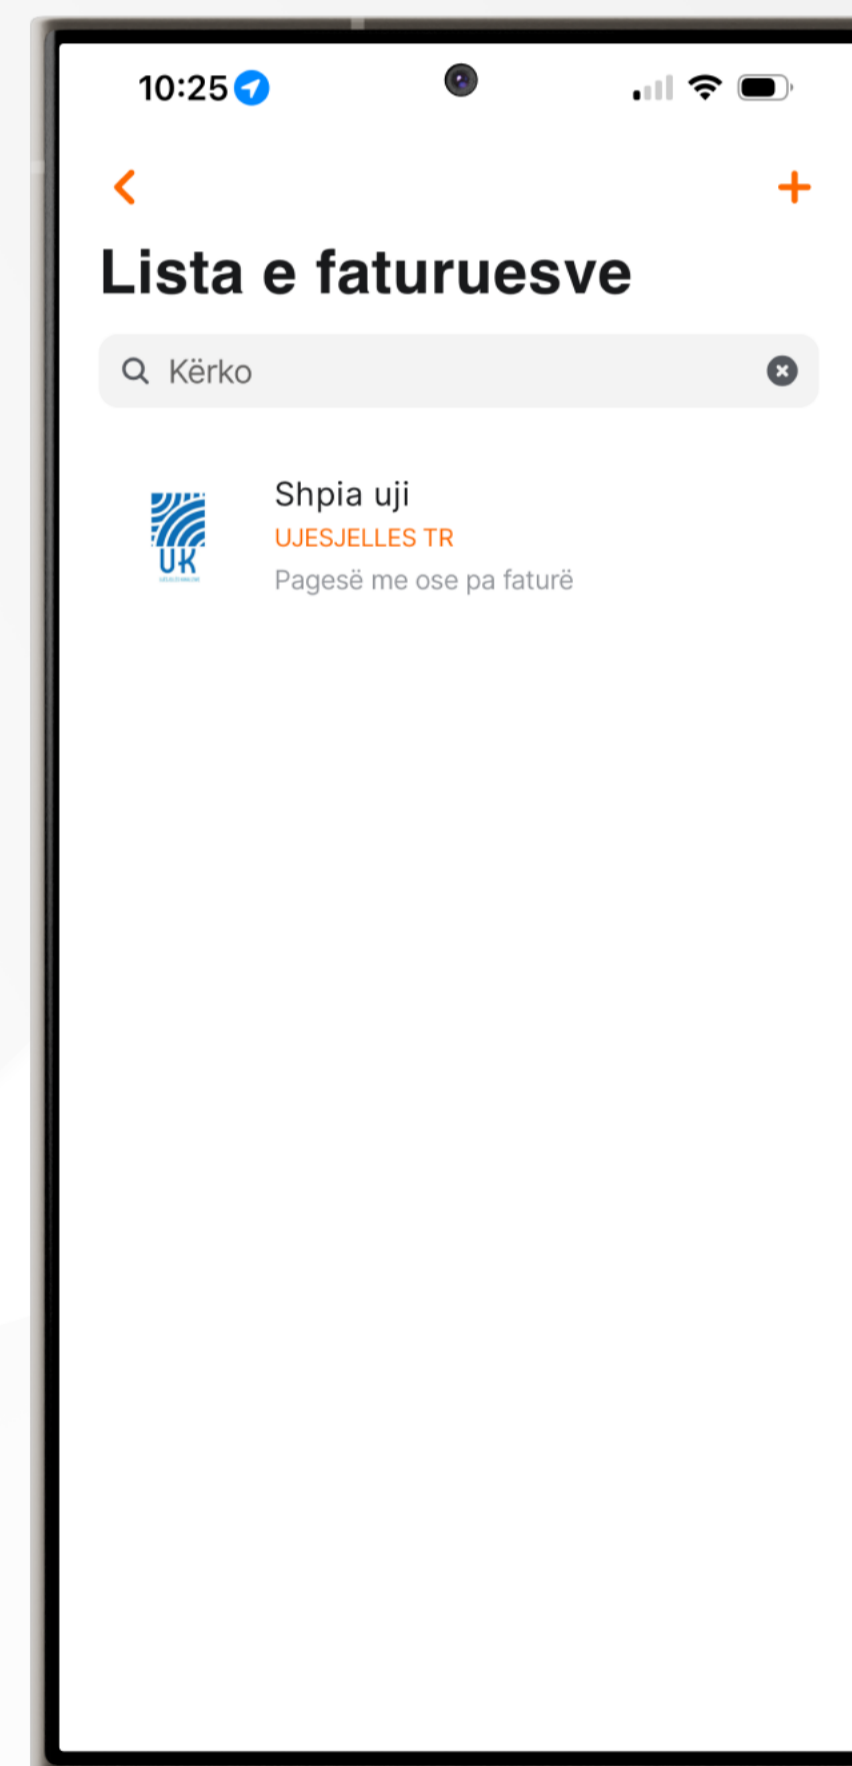 10:25
Lista e faturuesve
Kërko
Shpia uji
UJESJELLES TR
Pagesë me ose pa faturë
UK